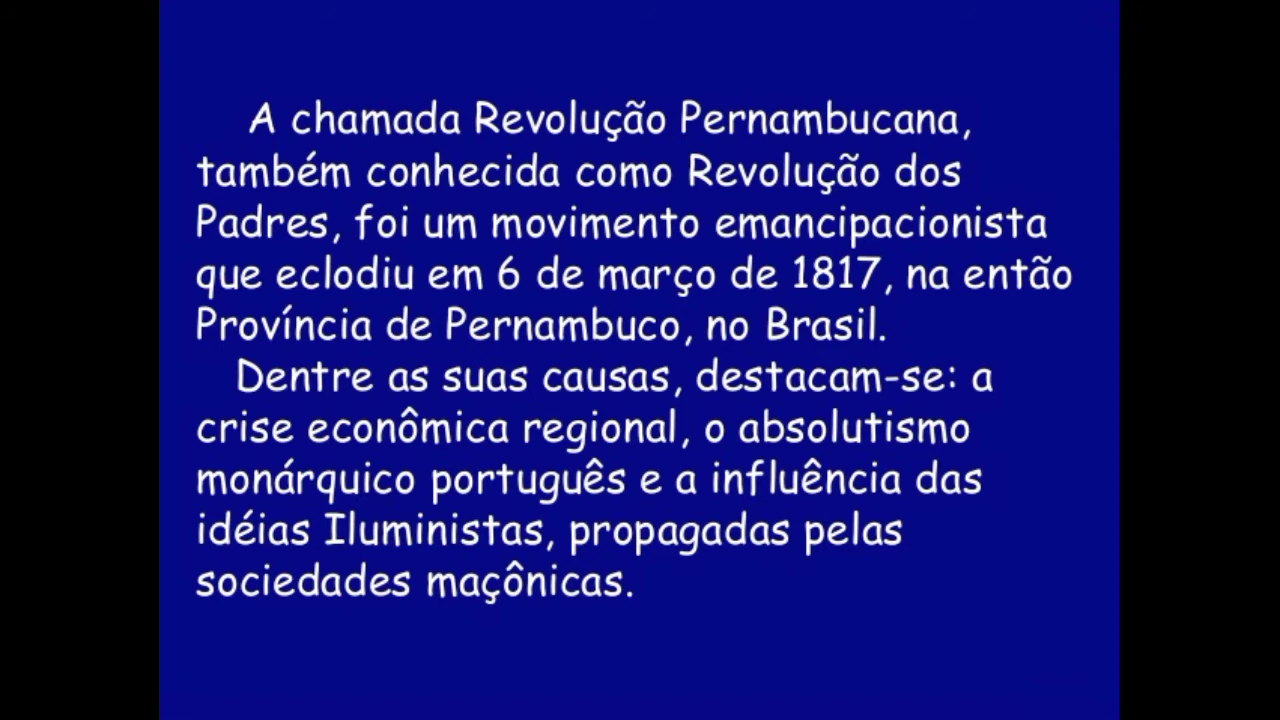 A chamada Revolução Pernambucana,
também conhecida como Revolução dos
Padres, foi um movimento emancipacionista
que eclodiu em 6 de março de 1817, na então
Província de Pernambuco, no Brasil.
Dentre as suas causas, destacam-se: a
crise econômica regional, o absolutismo
monárquico português e a influência das
idéias Iluministas, propagadas pelas
sociedades maçônicas.